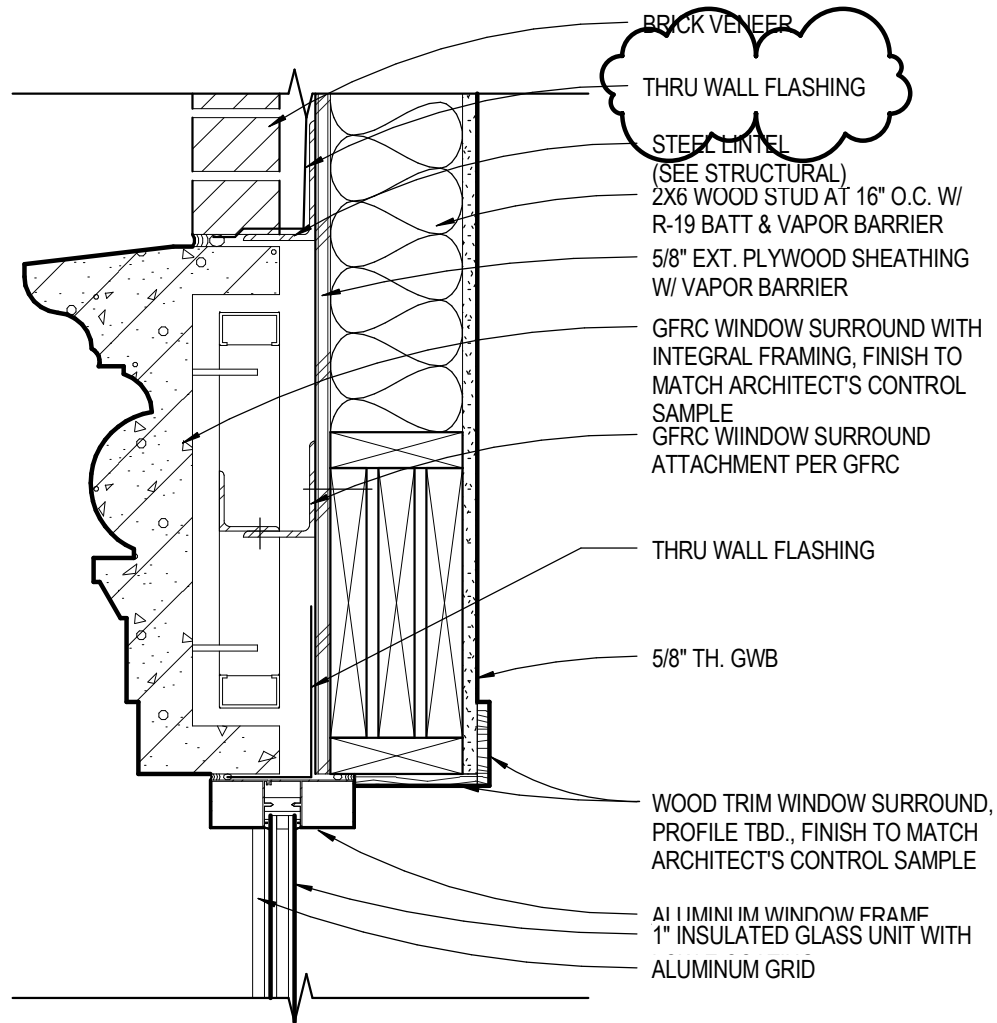 BRICK VENEER
THRU WALL FLASHING
STEEL LINTEL
(SEE STRUCTURAL)
2X6 WOOD STUD AT 16" O.C. W/
R-19 BATT & VAPOR BARRIER
5/8" EXT. PLYWOOD SHEATHING
W/ VAPOR BARRIER
GFRC WINDOW SURROUND WITH
INTEGRAL FRAMING, FINISH TO
MATCH ARCHITECT'S CONTROL
SAMPLE
GFRC WIINDOW SURROUND
ATTACHMENT PER GFRC
THRU WALL FLASHING
5/8" TH. GWB
WOOD TRIM WINDOW SURROUND,
PROFILE TBD., FINISH TO MATCH
ARCHITECT'S CONTROL SAMPLE
ALUMINUM WINDOW FRAME
1" INSULATED GLASS UNIT WITH
ALUMINUM GRID